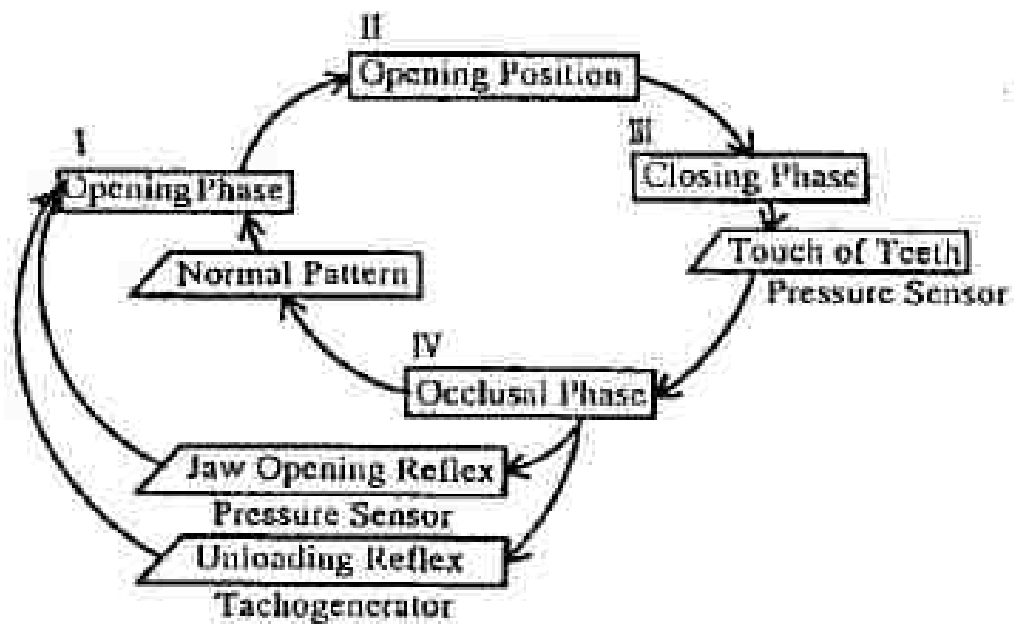 II
Opening Position
I
Opening Phase
III
Closing Phase
Touch of Teeth
Pressure Sensor
Normal Pattern
IV
Occlusal Phase
Jaw Opening Reflex
Pressure Sensor
Unloading Reflex
Tachogenerator